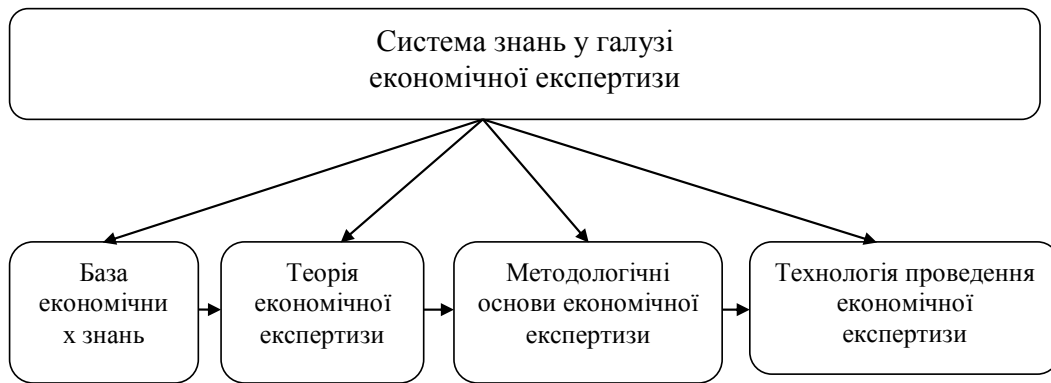 Система знань у галузі
економічної експертизи
База
економічни
х знань
Теорія
економічної
експертизи
Методологічні
основи економічної
експертизи
Технологія проведення
економічної
експертизи